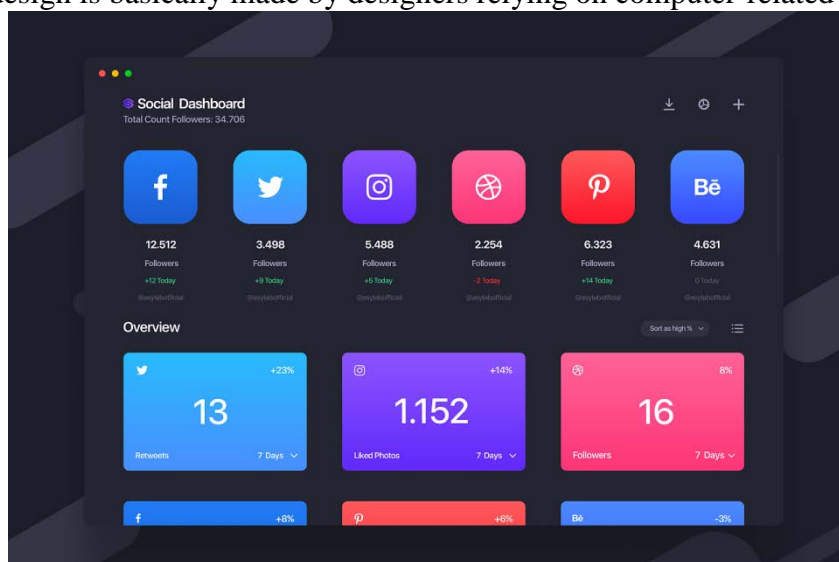 design is basically made by designers relying on computer-related
Social Dashboard
Total Count Followers: 34.706
f
Bē
12.512
3.498
5.488
2.254
6.323
4.631
Followers
Followers
Followers
Followers
Followers
Followers
+12 Today
+9 Today
+5 Today
-2 Today
+14 Today
0 Today
Overview
Sort as high %
+23%
13
Retweets
7 Days
+14%
1.152
Liked Photos
7 Days
8%
16
Followers
7 Days
f
+8%
+6%
Bē
-3%